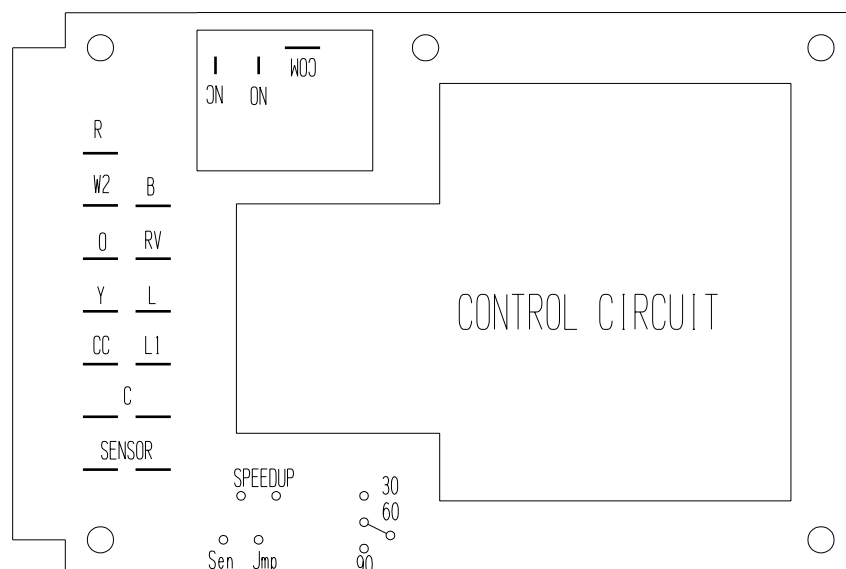 COM
NC NO
R
W2 B
O RV
Y L
CC L1
C
SENSOR
CONTROL CIRCUIT
SPEEDUP
30
60
90
Sen Jmp